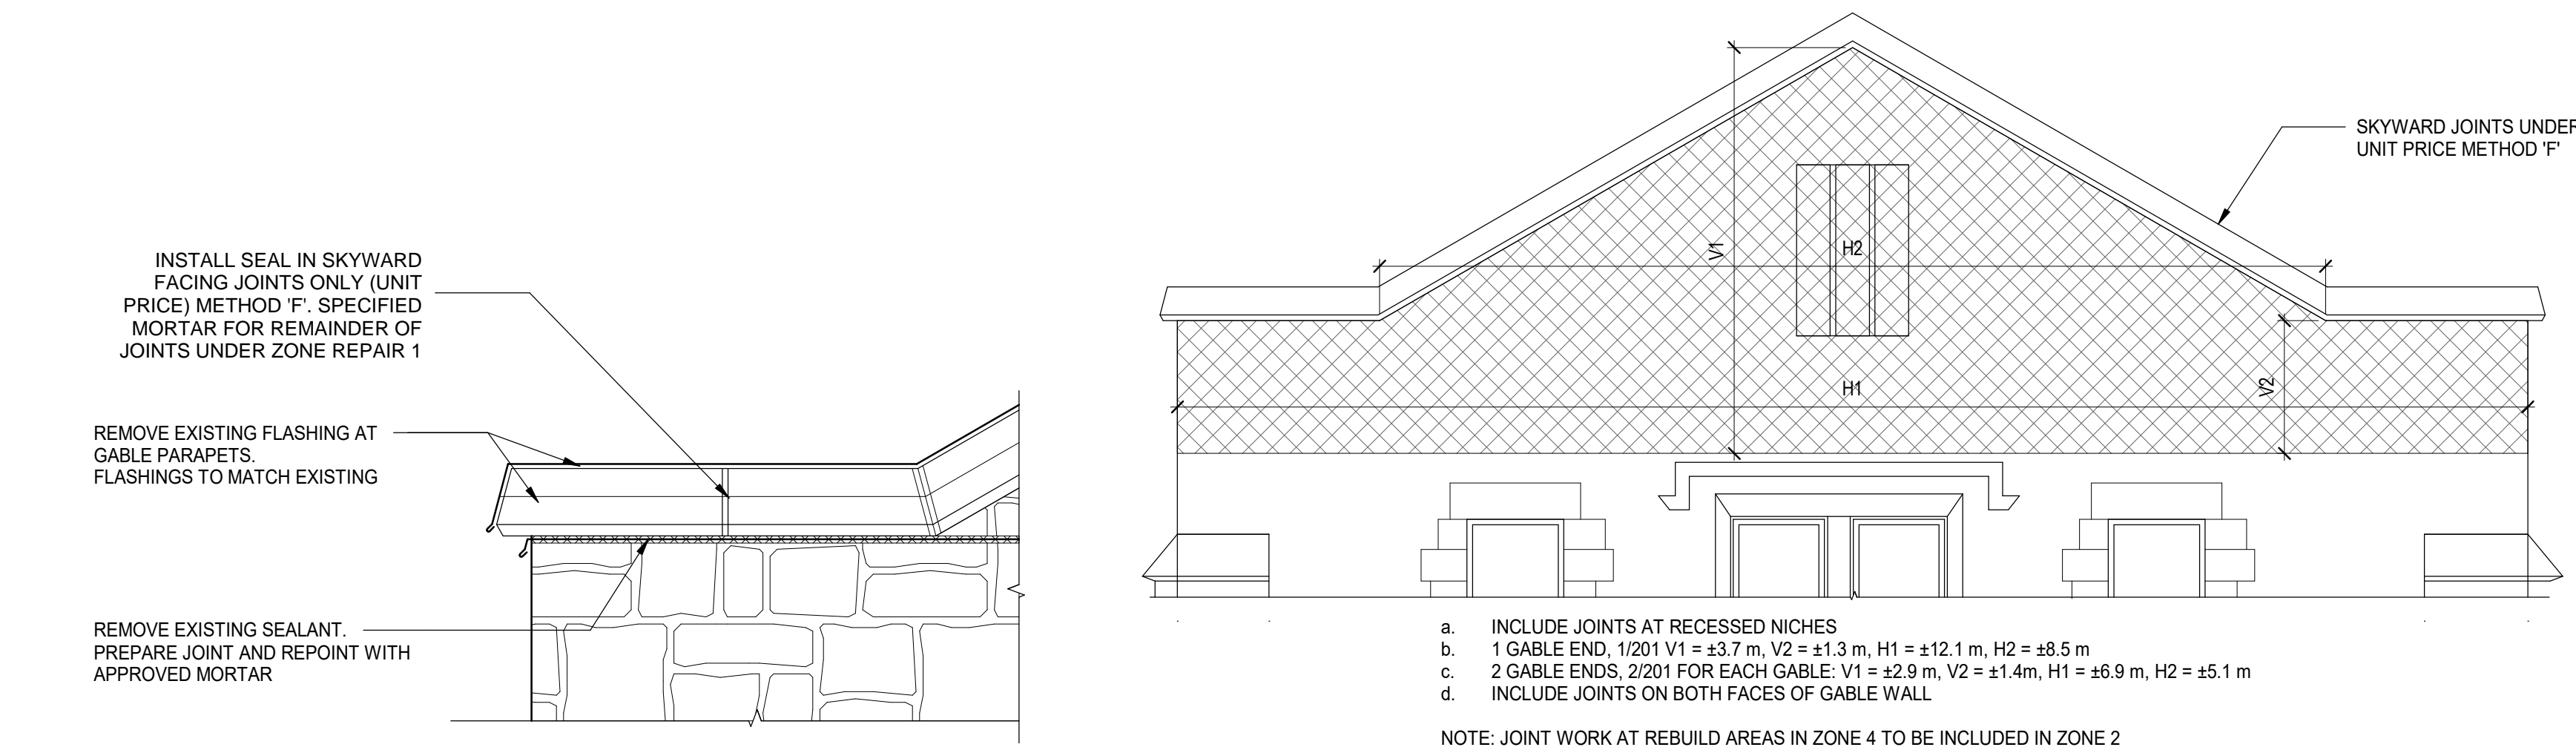 INSTALL SEAL IN SKYWARD
FACING JOINTS ONLY (UNIT
PRICE) METHOD 'F'. SPECIFIED
MORTAR FOR REMAINDER OF
JOINTS UNDER ZONE REPAIR 1
REMOVE EXISTING FLASHING AT
GABLE PARAPETS.
FLASHINGS TO MATCH EXISTING
REMOVE EXISTING SEALANT.
PREPARE JOINT AND REPOINT WITH
APPROVED MORTAR
SKYWARD JOINTS UNDER
UNIT PRICE METHOD 'F'
V1
H2
H1
V2
a. INCLUDE JOINTS AT RECESSED NICHES
b. 1 GABLE END, 1/201 V1 = ±3.7 m, V2 = ±1.3 m, H1 = ±12.1 m, H2 = ±8.5 m
c. 2 GABLE ENDS, 2/201 FOR EACH GABLE: V1 = ±2.9 m, V2 = ±1.4m, H1 = ±6.9 m, H2 = ±5.1 m
d. INCLUDE JOINTS ON BOTH FACES OF GABLE WALL
NOTE: JOINT WORK AT REBUILD AREAS IN ZONE 4 TO BE INCLUDED IN ZONE 2